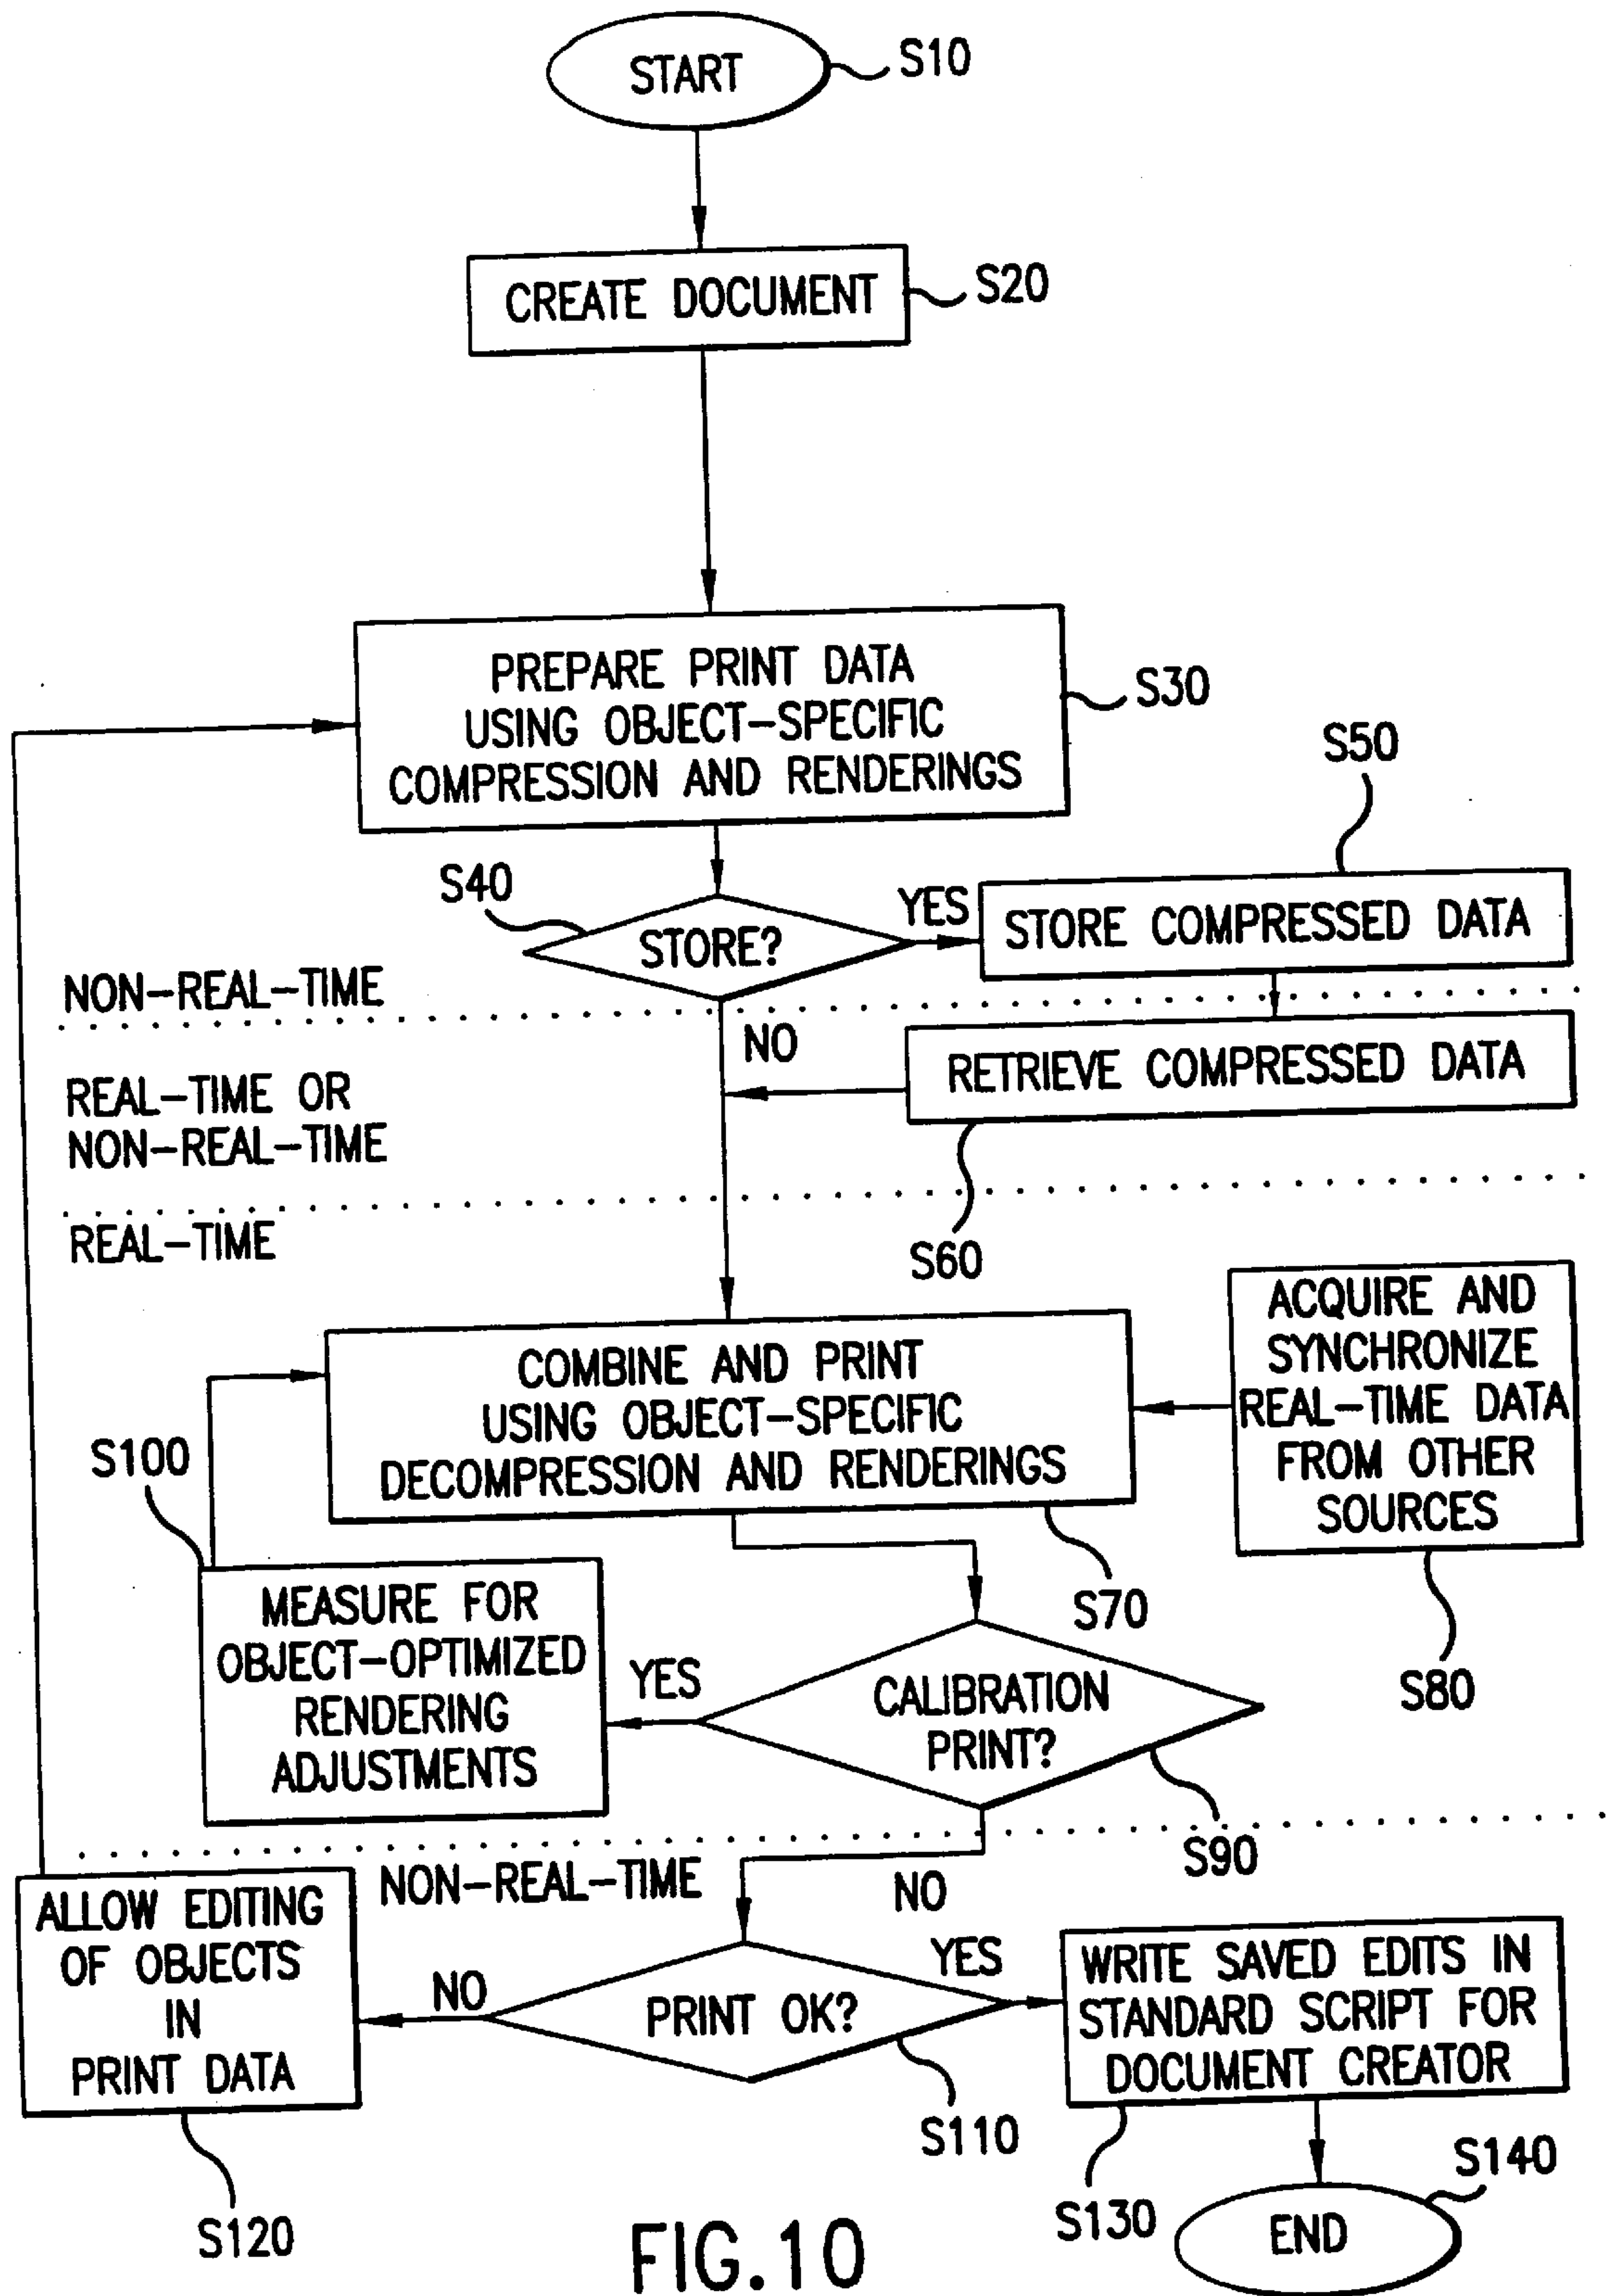 START
S10
CREATE DOCUMENT
S20
PREPARE PRINT DATA
USING OBJECT-SPECIFIC
COMPRESSION AND RENDERINGS
S30
S40
STORE?
YES
S50
STORE COMPRESSED DATA
NON-REAL-TIME
NO
RETRIEVE COMPRESSED DATA
REAL-TIME OR
NON-REAL-TIME
S60
REAL-TIME
COMBINE AND PRINT
USING OBJECT-SPECIFIC
DECOMPRESSION AND RENDERINGS
S70
ACQUIRE AND
SYNCHRONIZE
REAL-TIME DATA
FROM OTHER
SOURCES
S80
S100
MEASURE FOR
OBJECT-OPTIMIZED
RENDERING
ADJUSTMENTS
YES
CALIBRATION
PRINT?
S90
NON-REAL-TIME
NO
ALLOW EDITING
OF OBJECTS
IN
PRINT DATA
S120
NO
PRINT OK?
YES
S110
WRITE SAVED EDITS IN
STANDARD SCRIPT FOR
DOCUMENT CREATOR
S130
END
S140
FIG.10